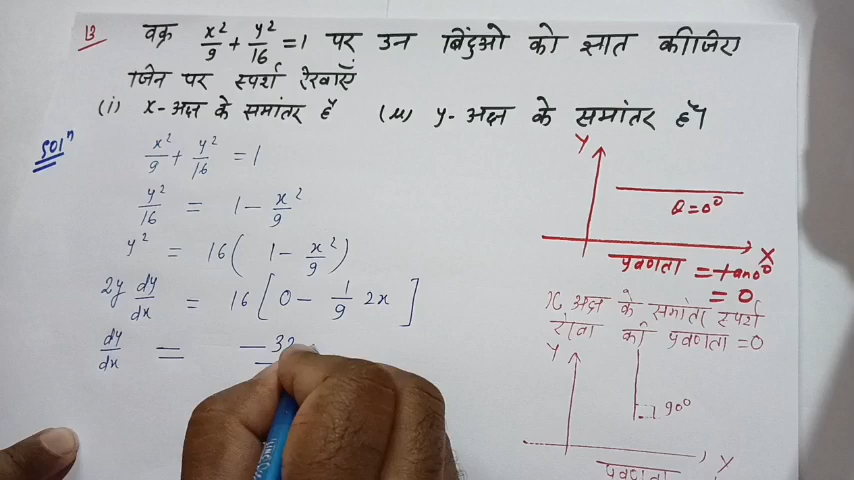 13 वक्र x²/9 + y²/16 = 1 पर उन बिंदुओ को ज्ञात कीजिए
जिन पर स्पर्श रेखाएँ
(i) x-अक्ष के समांतर है (ii) y-अक्ष के समांतर है।
Solⁿ
x²/9 + y²/16 = 1
y²/16 = 1 - x²/9
y² = 16(1 - x²/9)
2y dy/dx = 16[0 - 1/9 2x]
dy/dx = -32
Y
θ=0°
X
प्रवणता = tan0°
= 0
x अक्ष के समांतर स्पर्श
रेखा की प्रवणता =0
Y
90°
X
प्रवणता